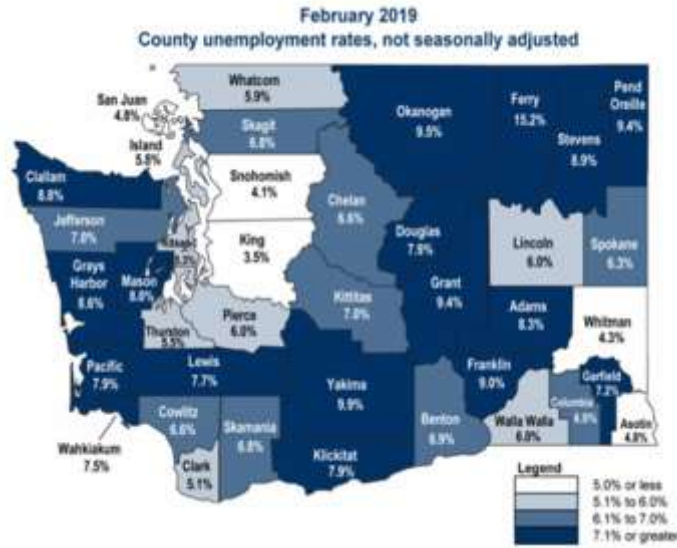 February 2019
County unemployment rates, not seasonally adjusted
Whatcom
5.9%
San Juan
4.8%
Skagit
6.8%
Island
5.8%
Okanogan
9.5%
Ferry
15.2%
Pend
Oreille
9.4%
Stevens
8.9%
Clallam
8.8%
Snohomish
4.1%
Chelan
6.6%
Jefferson
7.0%
Douglas
King
3.5%
Lincoln
6.0%
Spokane
6.3%
Grays
Harbor
8.6%
Mason
8.0%
Grant
9.4%
Kittitas
7.0%
Pierce
6.0%
Adams
8.3%
Whitman
4.3%
Thurston
5.5%
Pacific
7.9%
Lewis
7.7%
Yakima
9.9%
Franklin
9.0%
Garfield
7.2%
Columbia
Cowlitz
6.6%
Skamania
6.8%
Benton
6.9%
Walla Walla
6.0%
Asotin
4.8%
Wahkiakum
7.5%
Clark
5.1%
Klickitat
7.9%
Legend
5.0% or less
5.1% to 6.0%
6.1% to 7.0%
7.1% or greater